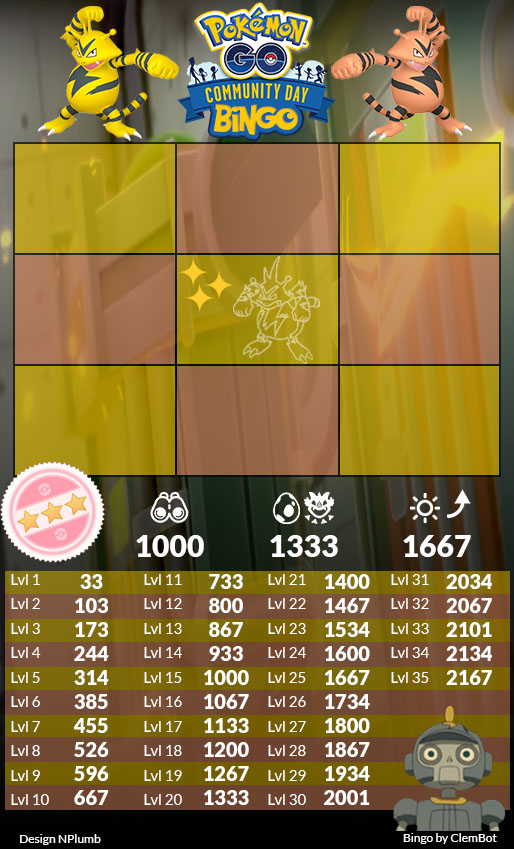 POKÉMON
GO
COMMUNITY DAY
BINGO
1000 1333 1667
Lvl 1 33 Lvl 11 733 Lvl 21 1400 Lvl 31 2034
Lvl 2 103 Lvl 12 800 Lvl 22 1467 Lvl 32 2067
Lvl 3 173 Lvl 13 867 Lvl 23 1534 Lvl 33 2101
Lvl 4 244 Lvl 14 933 Lvl 24 1600 Lvl 34 2134
Lvl 5 314 Lvl 15 1000 Lvl 25 1667 Lvl 35 2167
Lvl 6 385 Lvl 16 1067 Lvl 26 1734
Lvl 7 455 Lvl 17 1133 Lvl 27 1800
Lvl 8 526 Lvl 18 1200 Lvl 28 1867
Lvl 9 596 Lvl 19 1267 Lvl 29 1934
Lvl 10 667 Lvl 20 1333 Lvl 30 2001
Design NPlumb Bingo by ClemBot